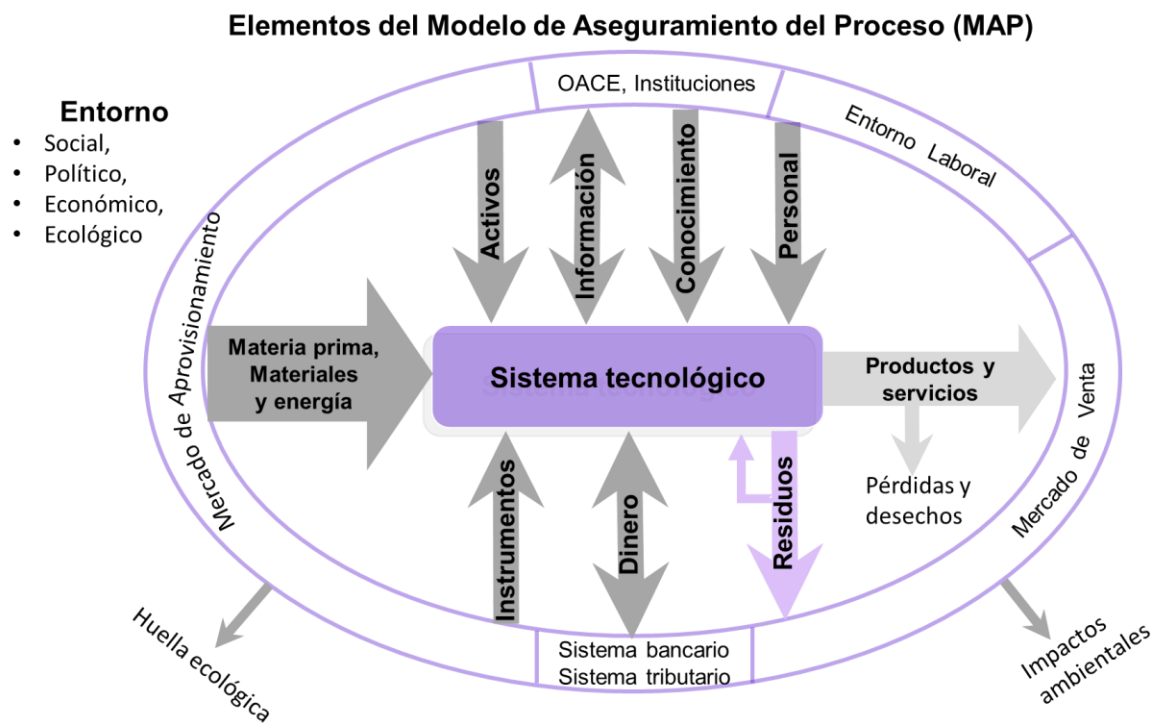 Elementos del Modelo de Aseguramiento del Proceso (MAP)
Entorno
• Social,
• Político,
• Económico,
• Ecológico
OACE, Instituciones
Entorno Laboral
Mercado de Aprovisionamiento
Activos
Información
Conocimiento
Personal
Materia prima,
Materiales
y energía
Sistema tecnológico
Productos y
servicios
Pérdidas y
desechos
Mercado de Venta
Instrumentos
Dinero
Residuos
Sistema bancario
Sistema tributario
Huella ecológica
Impactos
ambientales